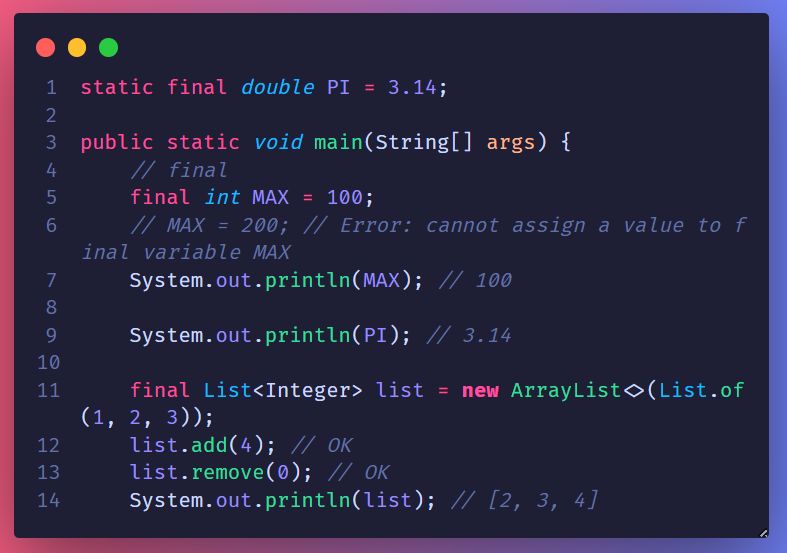 1 static final double PI = 3.14;
2
3 public static void main(String[] args) {
4     // final
5     final int MAX = 100;
6     // MAX = 200; // Error: cannot assign a value to f
inal variable MAX
7     System.out.println(MAX); // 100
8
9     System.out.println(PI); // 3.14
10
11     final List<Integer> list = new ArrayList<>(List.of
(1, 2, 3));
12     list.add(4); // OK
13     list.remove(0); // OK
14     System.out.println(list); // [2, 3, 4]